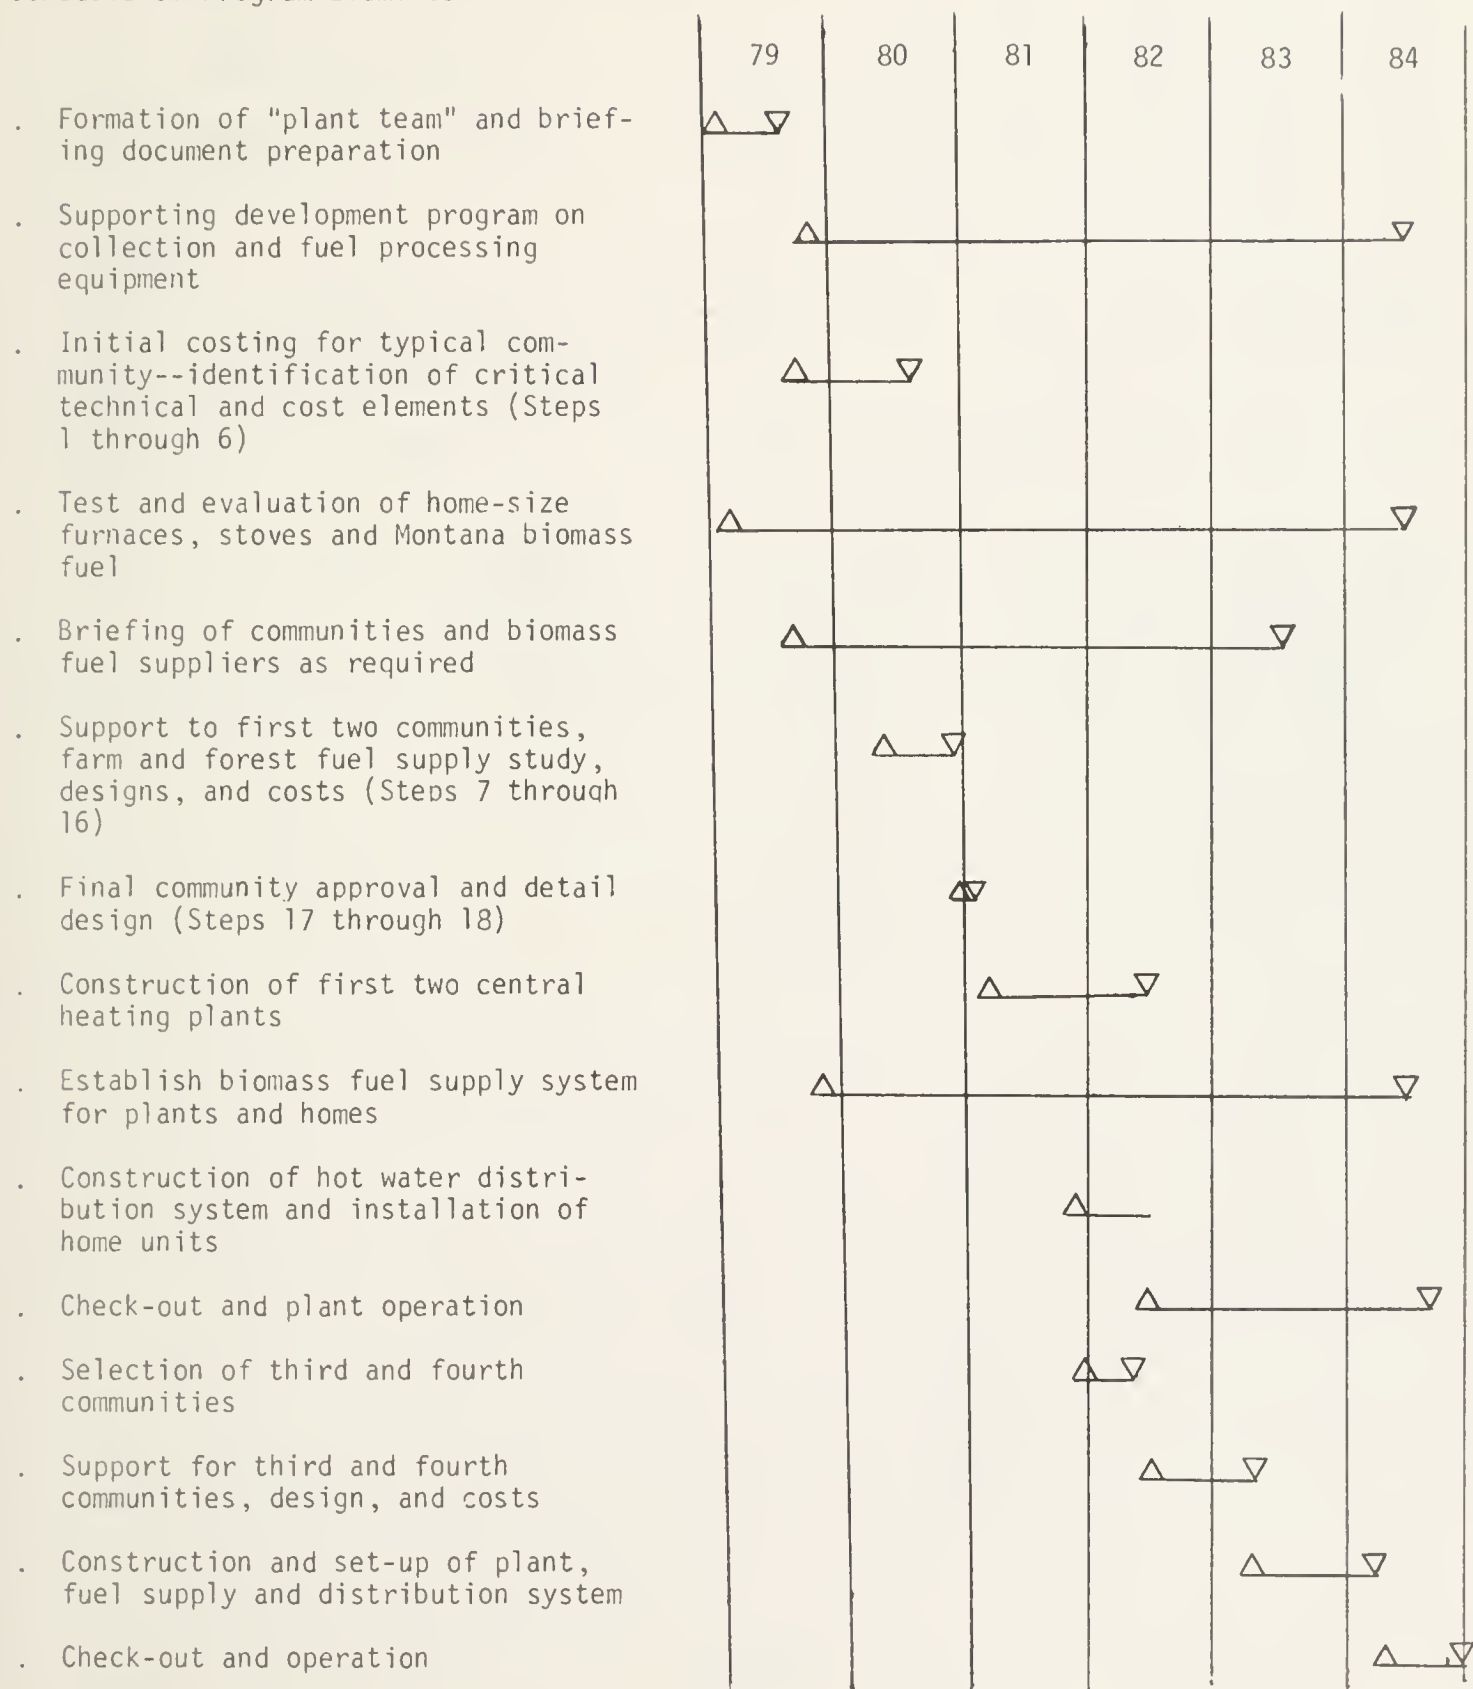 79 80 81 82 83 84
. Formation of "plant team" and brief-
ing document preparation
. Supporting development program on
collection and fuel processing
equipment
. Initial costing for typical com-
munity--identification of critical
technical and cost elements (Steps
1 through 6)
. Test and evaluation of home-size
furnaces, stoves and Montana biomass
fuel
. Briefing of communities and biomass
fuel suppliers as required
. Support to first two communities,
farm and forest fuel supply study,
designs, and costs (Steps 7 through
16)
. Final community approval and detail
design (Steps 17 through 18)
. Construction of first two central
heating plants
. Establish biomass fuel supply system
for plants and homes
. Construction of hot water distri-
bution system and installation of
home units
. Check-out and plant operation
. Selection of third and fourth
communities
. Support for third and fourth
communities, design, and costs
. Construction and set-up of plant,
fuel supply and distribution system
. Check-out and operation